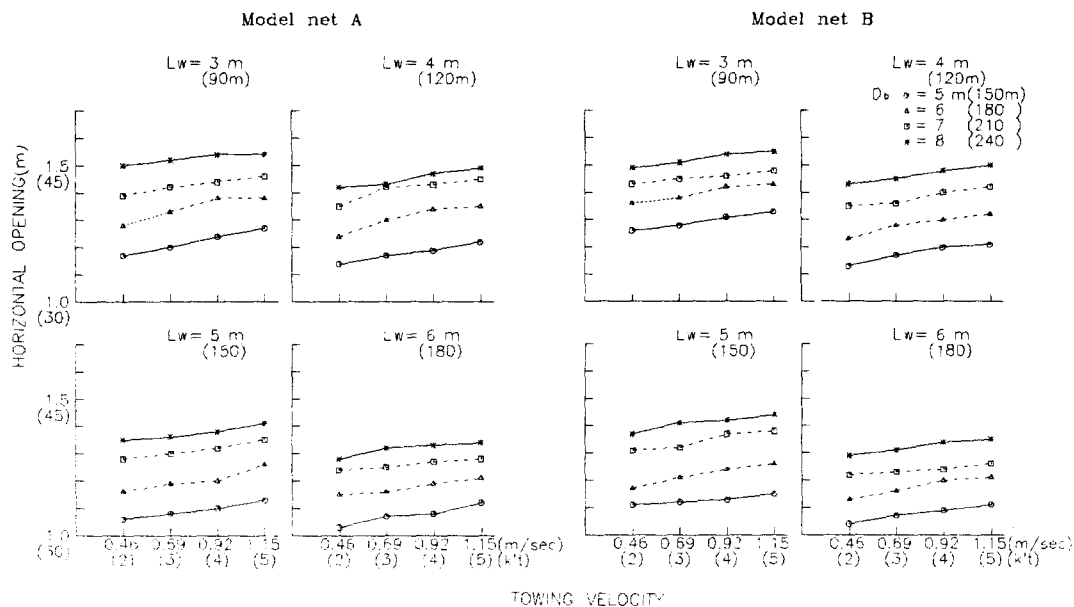 Model net A
Model net B
Lw= 3 m
(90m)
Lw= 4 m
(120m)
Lw= 3 m
(90m)
Lw= 4 m
(120m)
= 5 m(150m)
= 6 (180 )
= 7 (210 )
= 8 (240 )
HORIZONTAL OPENING(m)
1.5
(45)
1.0
(30)
Lw= 5 m
(150)
Lw= 6 m
(180)
Lw= 5 m
(150)
Lw= 6 m
(180)
1.5
(45)
1.0
0.46 0.69 0.92 1.15
(2) (3) (4) (5)
0.46 0.69 0.92 1.15(m/sec)
(2) (3) (4) (5)(k't)
0.46 0.69 0.92 1.15
(2) (3) (4) (5)
0.46 0.69 0.92 1.15(m/sec)
(2) (3) (4) (5)(k't)
TOWING VELOCITY